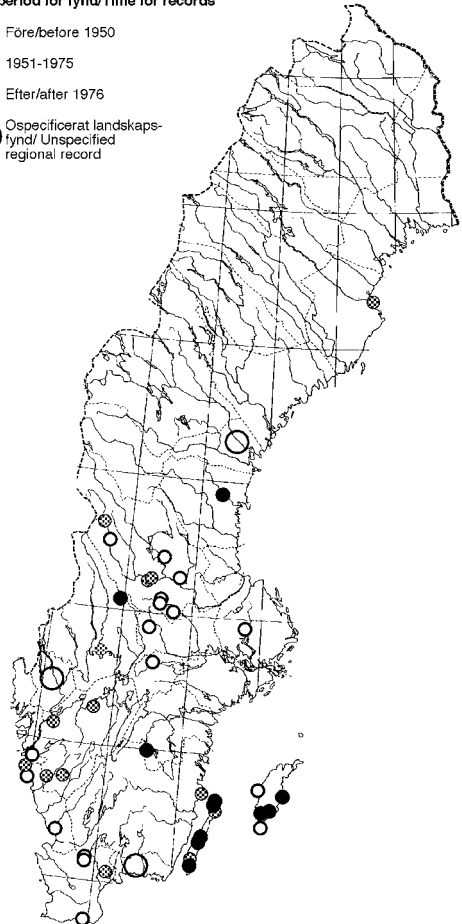 period för fynd/Time for records
Före/before 1950
1951-1975
Efter/after 1976
Ospecificerat landskaps-
fynd/ Unspecified
regional record